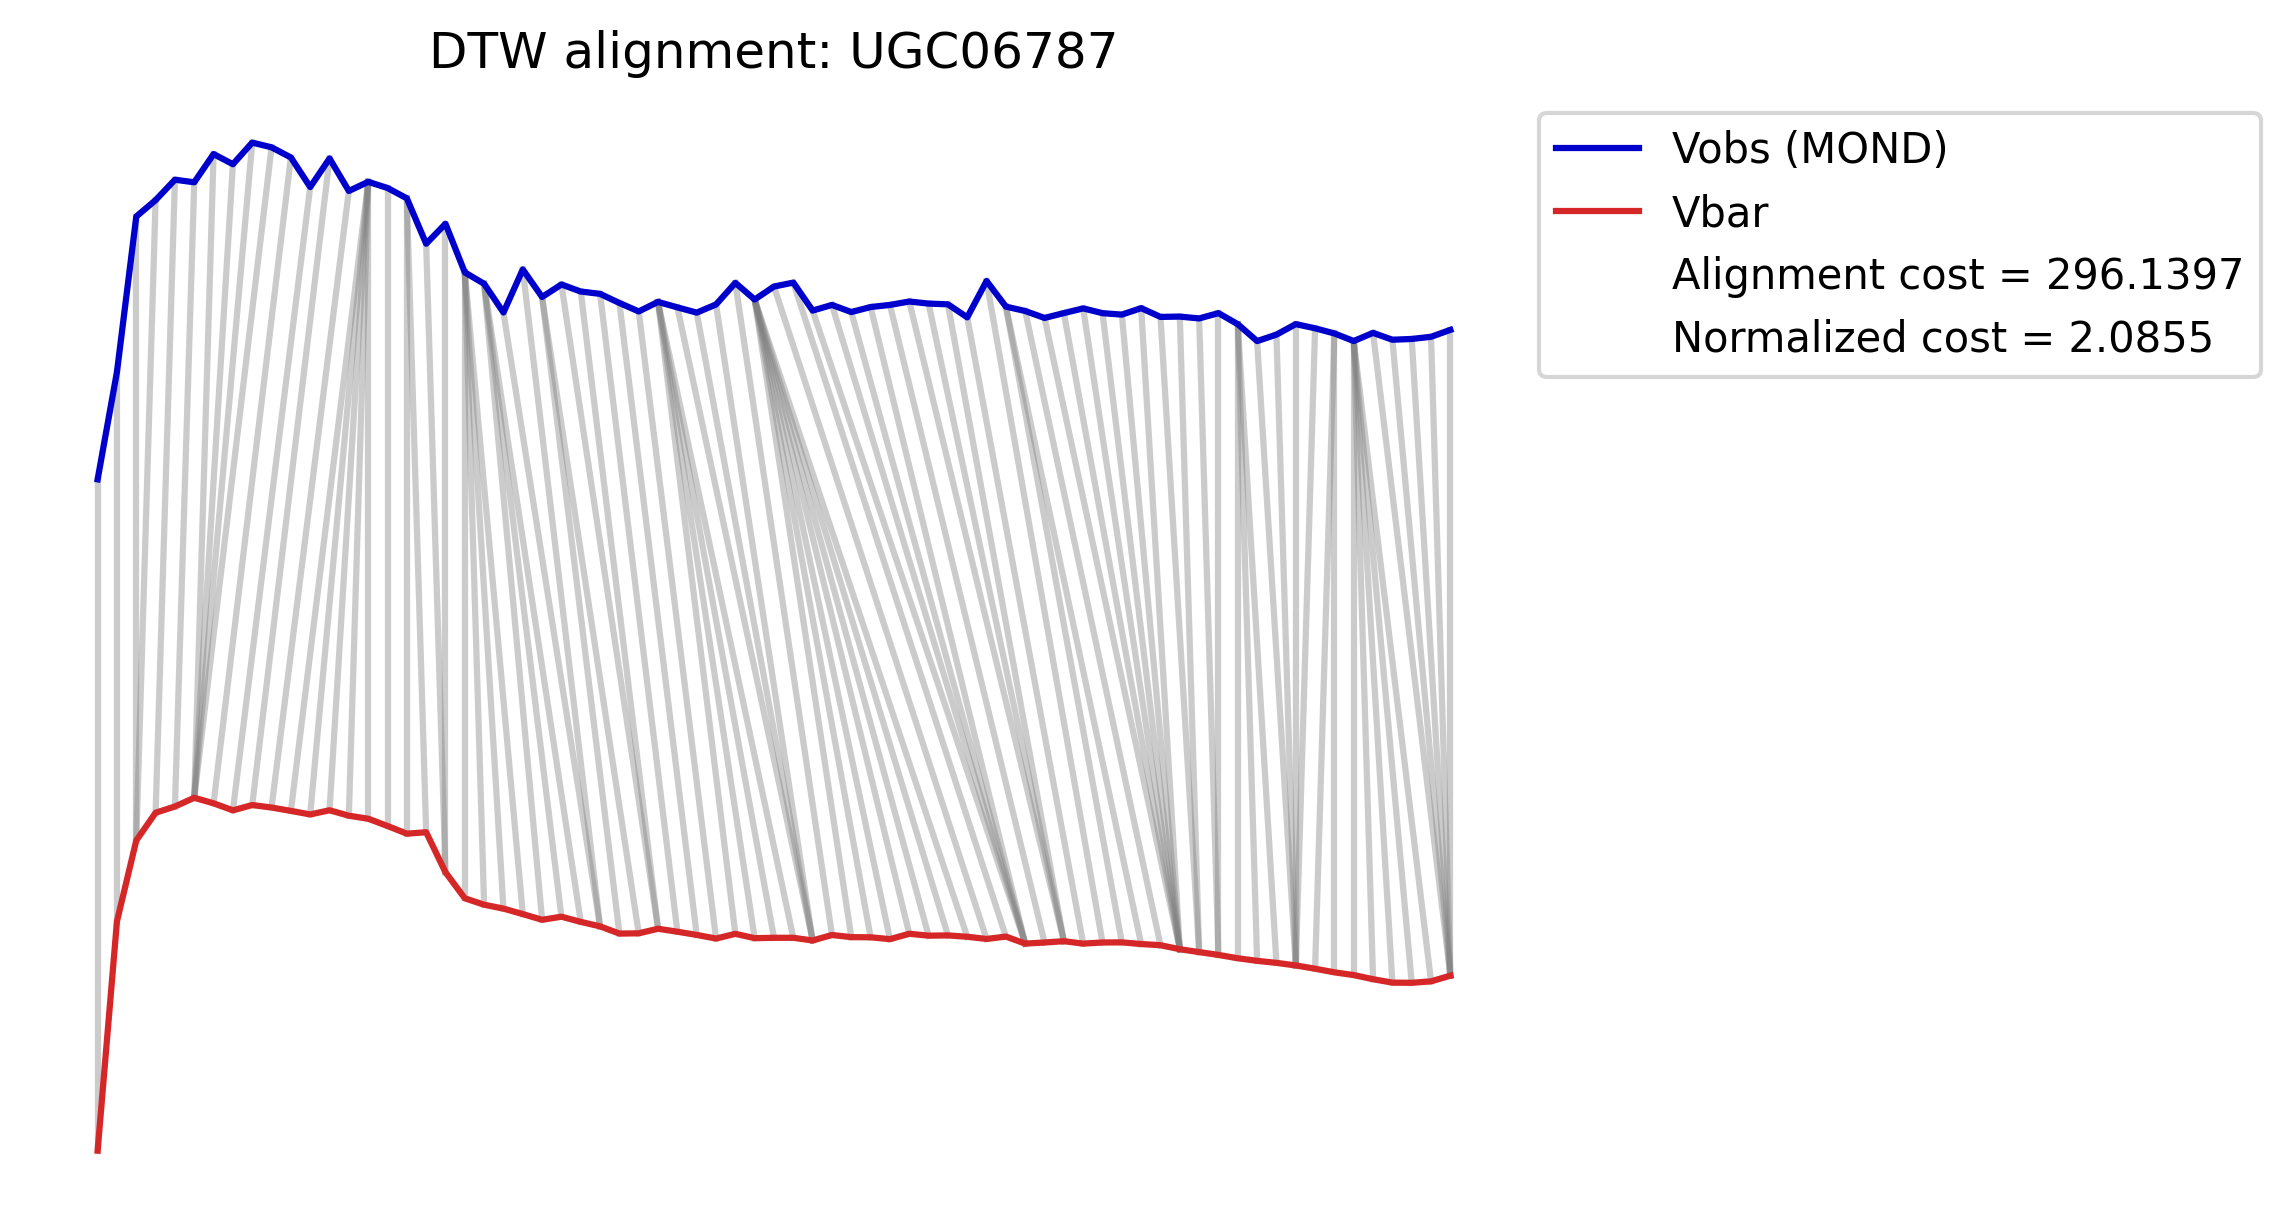 DTW alignment: UGC06787
Vobs (MOND)
Vbar
Alignment cost = 296.1397
Normalized cost = 2.0855